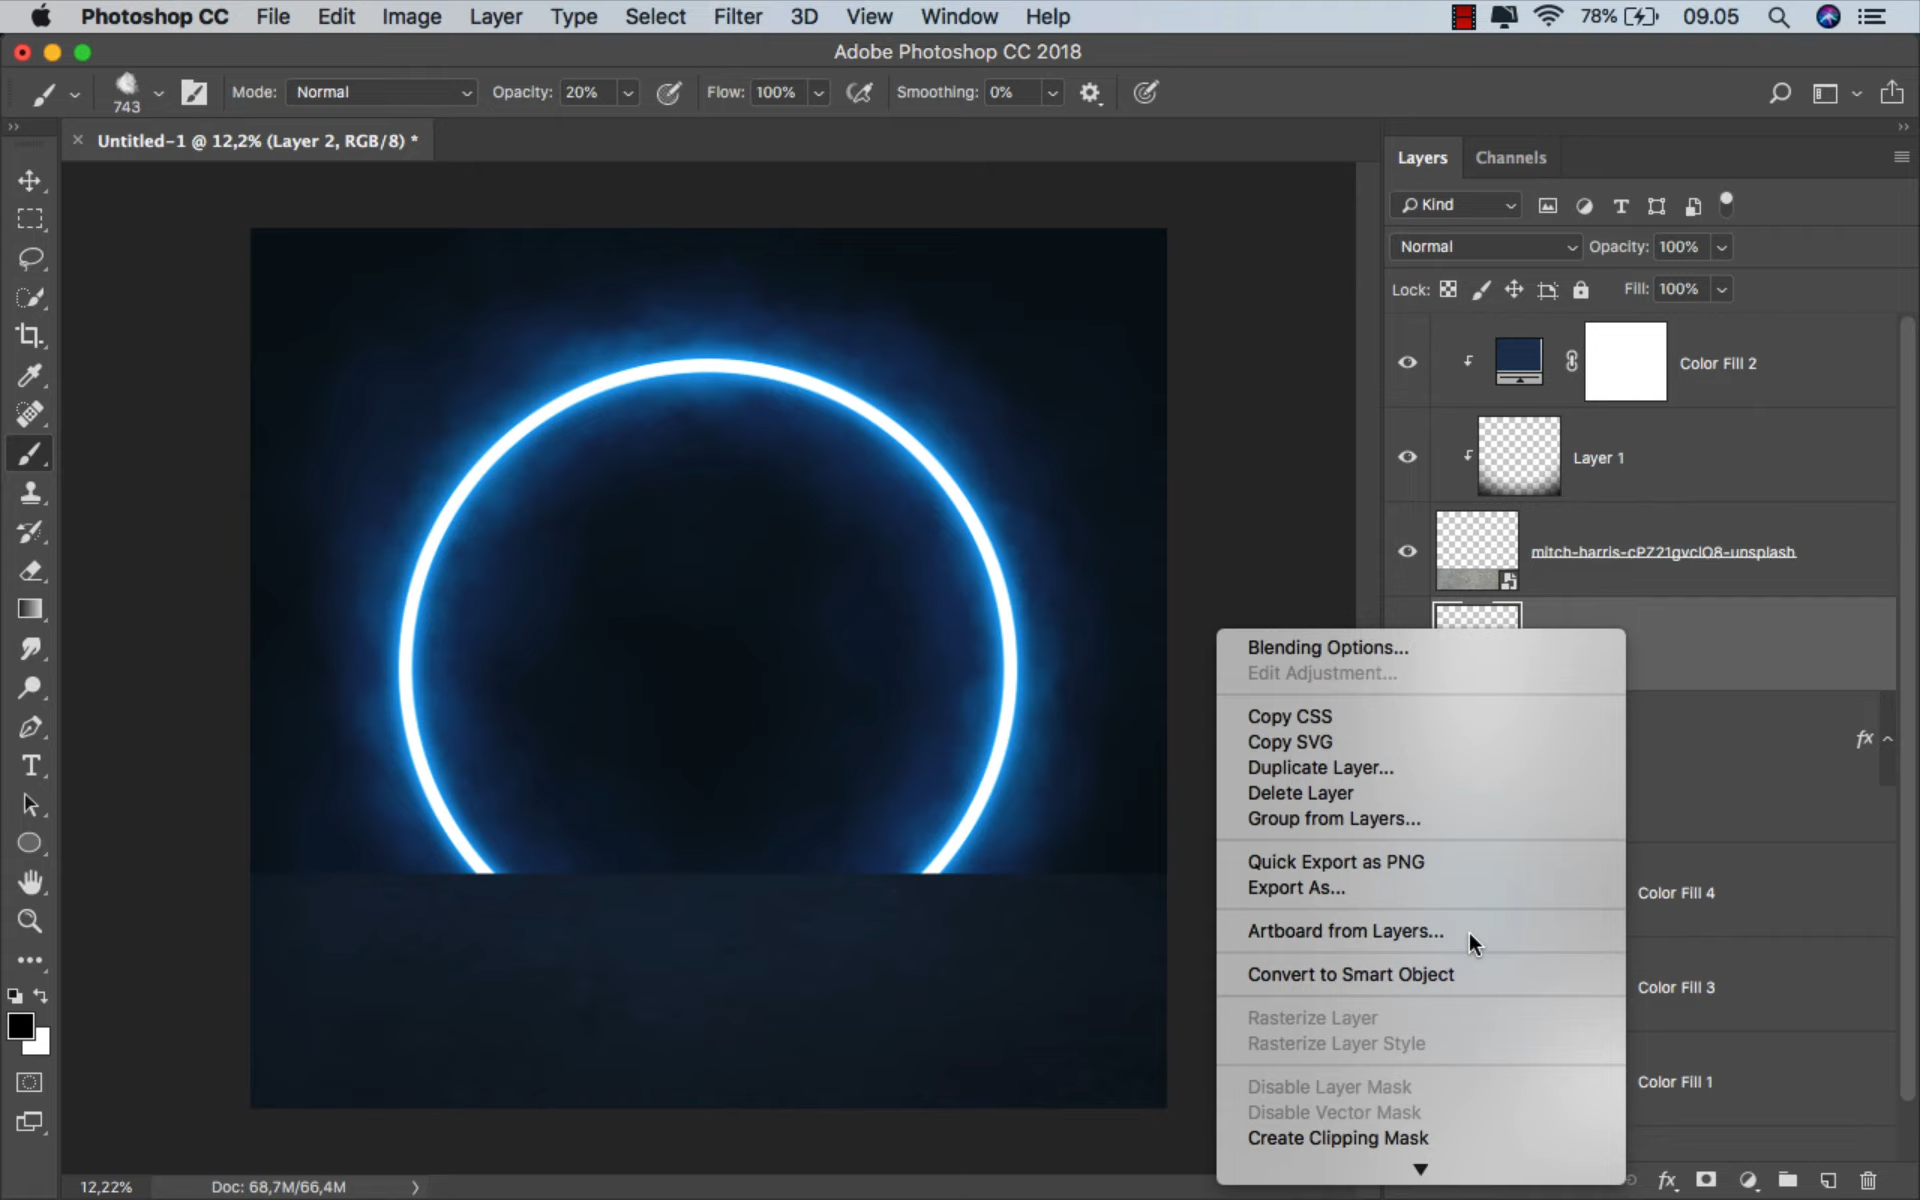 Photoshop CC File Edit Image Layer Type Select Filter 3D View Window Help 78% 09.05
Adobe Photoshop CC 2018
743 Mode: Normal Opacity: 20% Flow: 100% Smoothing: 0%
Untitled-1 @ 12,2% (Layer 2, RGB/8) *
Layers Channels
Kind
Normal Opacity: 100%
Lock: Fill: 100%
Color Fill 2
Layer 1
mitch-harris-cPZ21gvclO8-unsplash
Blending Options...
Edit Adjustment...
Copy CSS
Copy SVG
Duplicate Layer...
Delete Layer
Group from Layers...
Quick Export as PNG
Export As...
Artboard from Layers...
Convert to Smart Object
Rasterize Layer
Rasterize Layer Style
Disable Layer Mask
Disable Vector Mask
Create Clipping Mask
fx
Color Fill 4
Color Fill 3
Color Fill 1
12,22% Doc: 68,7M/66,4M
fx